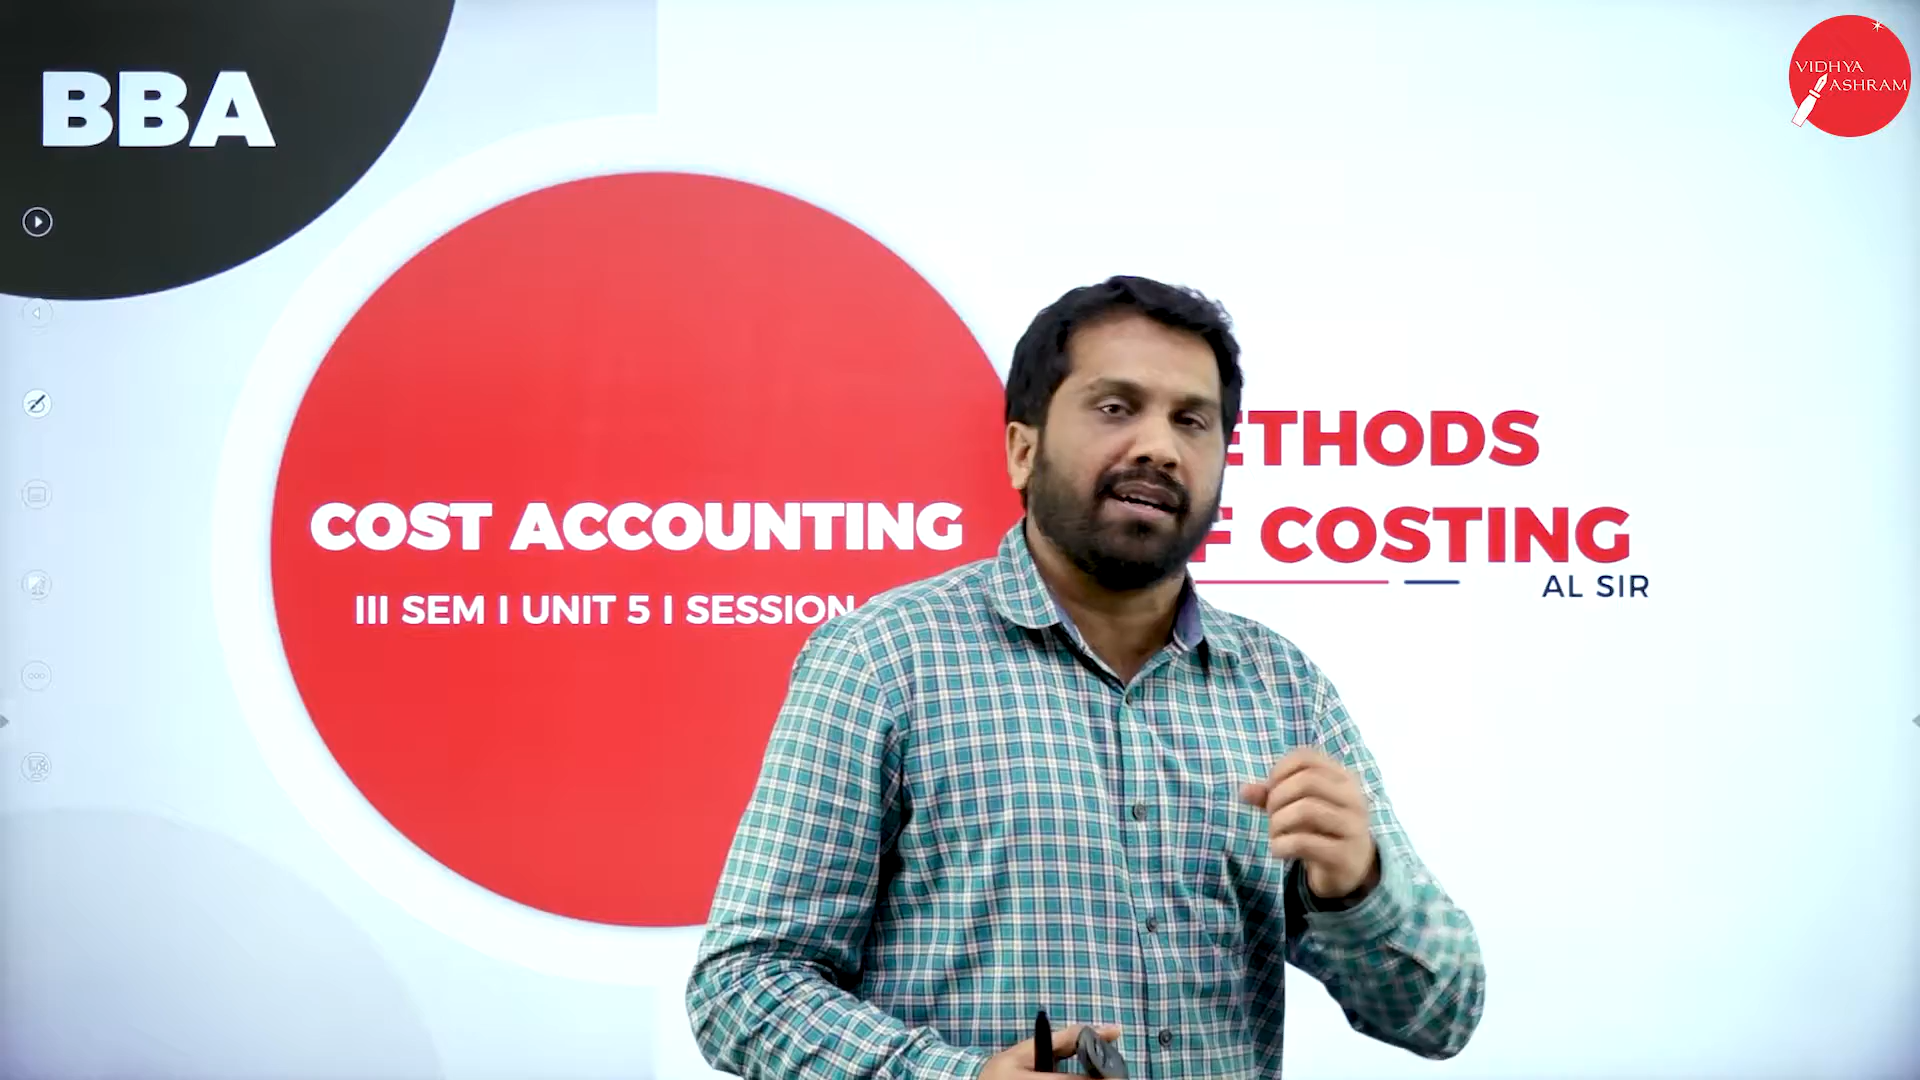 BBA
VIDHYA
ASHRAM
COST ACCOUNTING
III SEM I UNIT 5 I SESSION
ETHODS
F COSTING
AL SIR